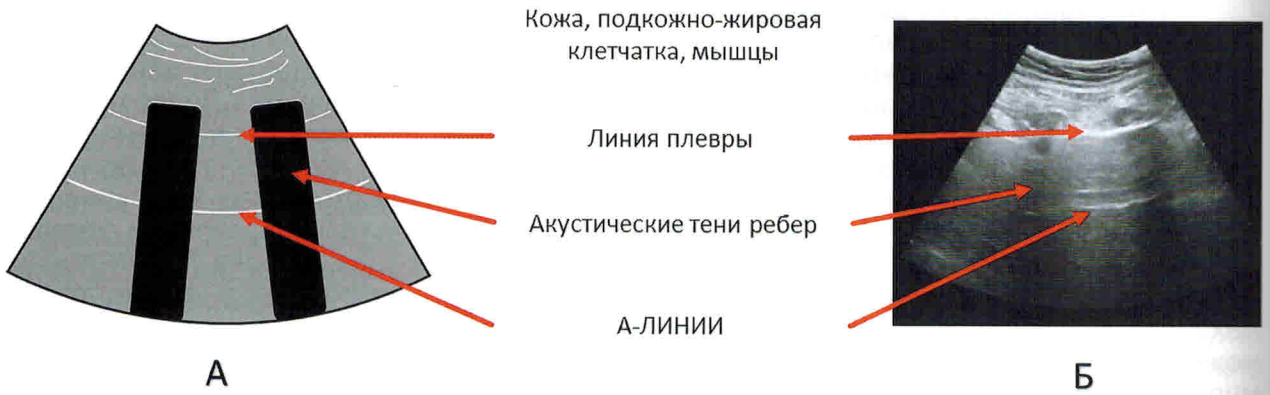 Кожа, подкожно-жировая
клетчатка, мышцы
Линия плевры
Акустические тени ребер
А-ЛИНИИ
А
Б